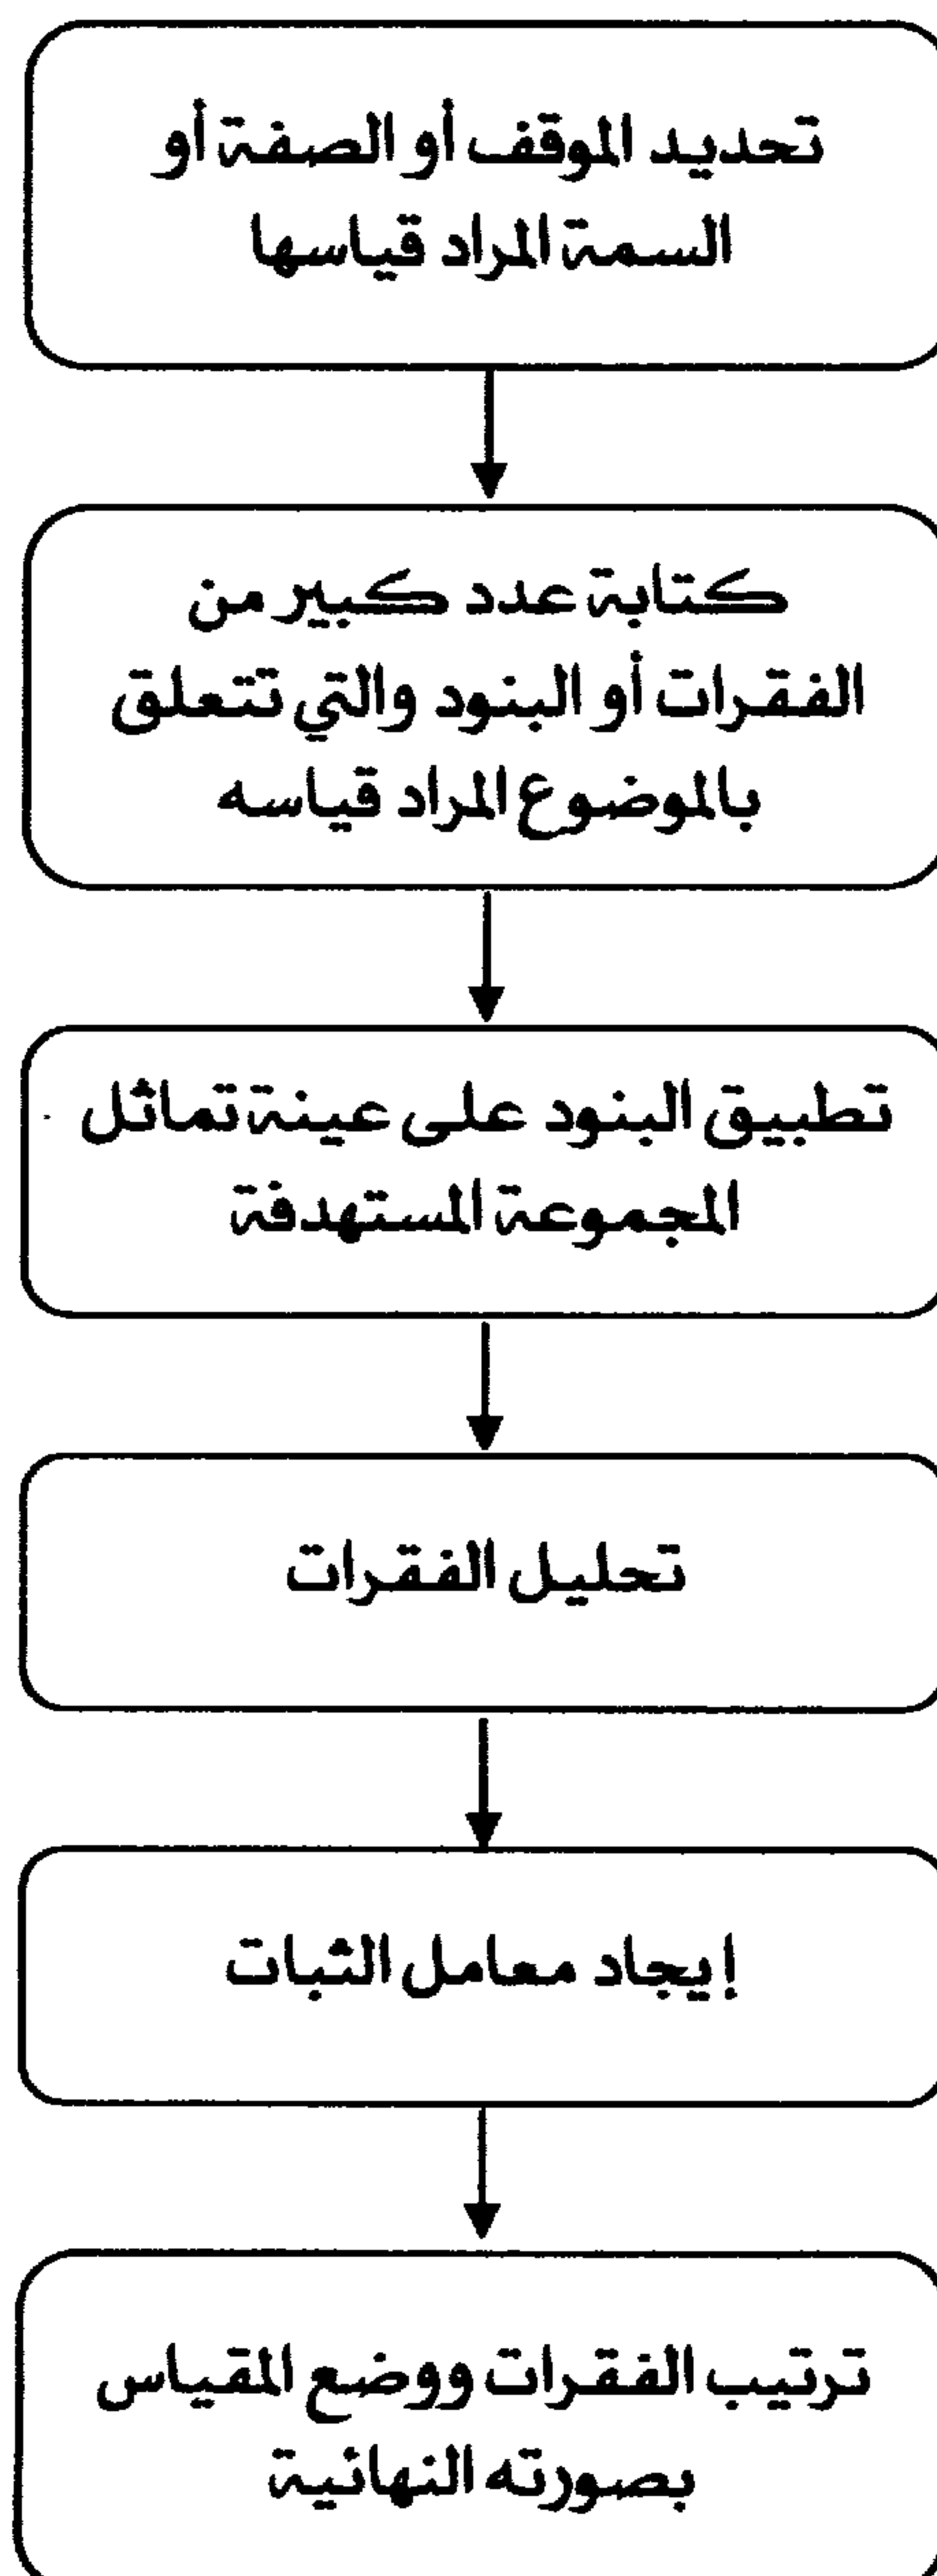 تحديد الموقف أو الصفة أو
السمة المراد قياسها
كتابة عدد كبير من
الفقرات أو البنود والتي تتعلق
بالموضوع المراد قياسه
تطبيق البنود على عينة تماثل
المجموعة المستهدفة
تحليل الفقرات
إيجاد معامل الثبات
ترتيب الفقرات ووضع المقياس
بصورته النهائية